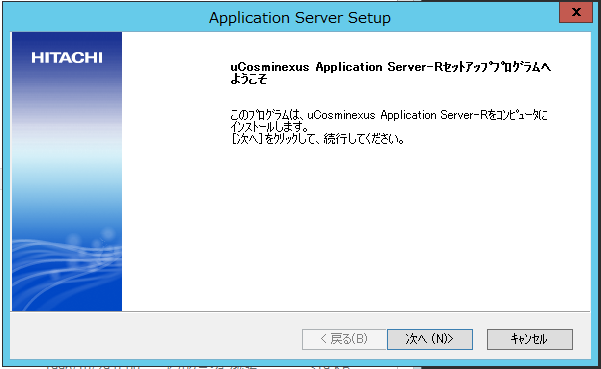 Application Server Setup
x
HITACHI
uCosminexus Application Server-Rｾｯﾄｱｯﾌﾟﾌﾟﾛｸﾞﾗﾑへ
ようこそ
このﾌﾟﾛｸﾞﾗﾑは、uCosminexus Application Server-Rをｺﾝﾋﾟｭｰﾀに
ｲﾝｽﾄｰﾙします。
[次へ]をｸﾘｯｸして、続行してください。
< 戻る(B)
次へ (N)>
ｷｬﾝｾﾙ